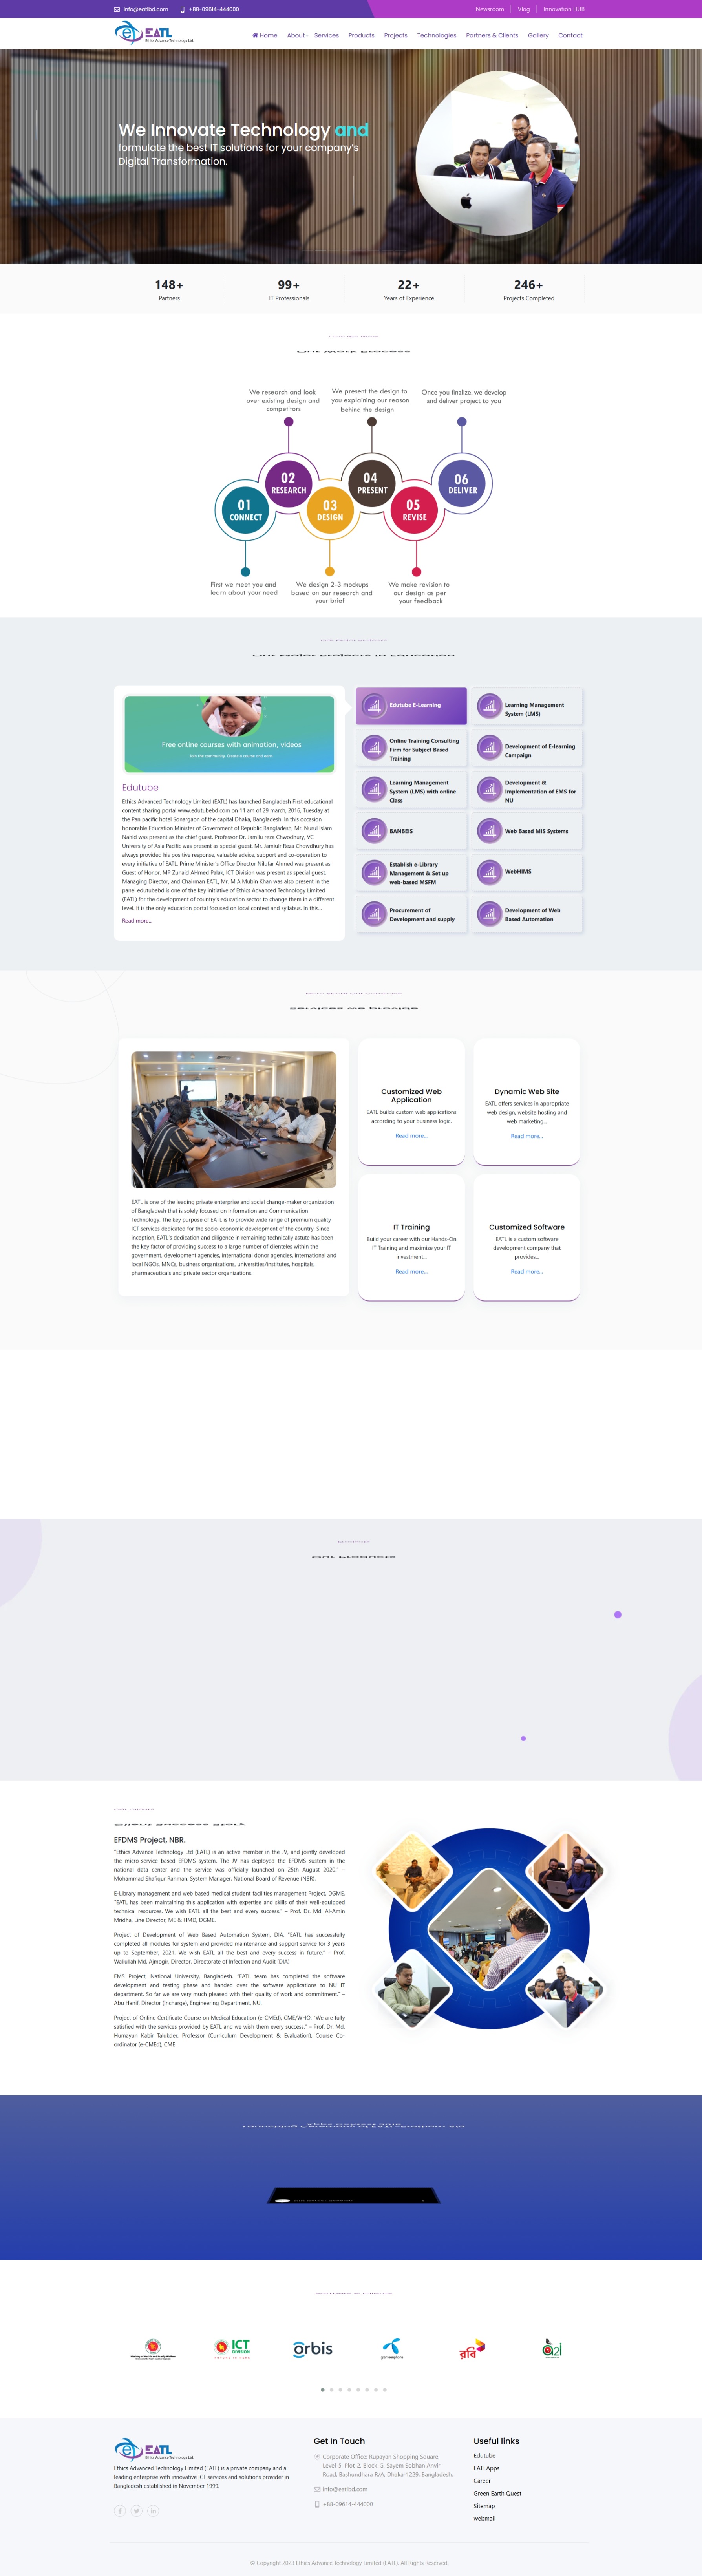 info@eatlbd.com
+88-09614-444000
Newsroom
Vlog
Innovation HUB
EATL
Ethics Advance Technology Ltd.
Home
About
Services
Products
Projects
Technologies
Partners & Clients
Gallery
Contact
We Innovate Technology and
formulate the best IT solutions for your company's
Digital Transformation.
148+
Partners
99+
IT Professionals
22+
Years of Experience
246+
Projects Completed
Our Work Process
We research and look
over existing design and
competitors
We present the design to
you explaining our reason
behind the design
Once you finalize, we develop
and deliver project to you
01
CONNECT
02
RESEARCH
03
DESIGN
04
PRESENT
05
REVISE
06
DELIVER
First we meet you and
learn about your need
We design 2-3 mockups
based on our research and
your brief
We make revision to
our design as per
your feedback
Our Major Projects in Education
Free online courses with animation, videos
Join the community. Create a course and earn.
Edutube
Ethics Advanced Technology Limited (EATL) has launched Bangladesh First educational
content sharing portal www.edutubebd.com on 11 am of 29 march, 2016, Tuesday at
the Pan pacific hotel Sonargaon of the capital Dhaka, Bangladesh. In this occasion
honorable Education Minister of Government of Republic Bangladesh, Mr. Nurul Islam
Nahid was present as the chief guest. Professor Dr. Jamilu reza Chowdhury, VC
University of Asia Pacific was present as special guest. Mr. Jamiluh Reza Chowdhury has
always provided his positive response, valuable advice, support and co-operation to
every initiative of EATL. Prime Minister's Office Director Nilufar Ahmed was present as
Guest of Honor. MP Zunaid AHmed Palak, ICT Division was present as special guest.
Managing Director, and Chairman EATL, Mr. M A Mubin Khan was also present in the
panel edutubebd is one of the key initiative of Ethics Advance Technology Limited
(EATL) for the development of country's education sector to change them in a different
level. It is the only education portal focused on local context and syllabus. In this...
Read more...
Edutube E-Learning
Learning Management
System (LMS)
Online Training Consulting
Firm for Subject Based
Training
Development of E-learning
Campaign
Learning Management
System (LMS) with online
Class
Development &
Implementation of EMS for
NU
BANBEIS
Web Based MIS Systems
Establish e-Library
Management & Set up
web-based MSFM
WebHIMS
Procurement of
Development and supply
Development of Web
Based Automation
Services we provide
EATL is one of the leading private enterprise and social change-maker organization
of Bangladesh that is solely focused on Information and Communication
Technology. The key purpose of EATL is to provide wide range of premium quality
ICT services dedicated for the socio-economic development of the country. Since
inception, EATL's dedication and diligence in remaining technically astute has been
the key factor of providing success to a large number of clienteles within the
government, development agencies, international donor agencies, international and
local NGOs, MNCs, business organizations, universities/institutes, hospitals,
pharmaceuticals and private sector organizations.
Customized Web
Application
EATL builds custom web applications
according to your business logic.
Read more...
Dynamic Web Site
EATL offers services in appropriate
web design, website hosting and
web marketing...
Read more...
IT Training
Build your career with our Hands-On
IT Training and maximize your IT
investment...
Read more...
Customized Software
EATL is a custom software
development company that
provides...
Read more...
Our Products
Client Success Story
EFDMS Project, NBR.
"Ethics Advance Technology Ltd (EATL) is an active member in the JV, and jointly developed
the micro-service based EFDMS system. The JV has deployed the EFDMS sustem in the
national data center and the service was officially launched on 25th August 2020." –
Mohammad Shafiqur Rahman, System Manager, National Board of Revenue (NBR).
E-Library management and web based medical student facilities management Project, DGME.
"EATL has been maintaining this application with expertise and skills of their well-equipped
technical resources. We wish EATL all the best and every success." – Prof. Dr. Md. Al-Amin
Mridha, Line Director, ME & HMD, DGME.
Project of Development of Web Based Automation System, DIA. "EATL has successfully
completed all modules for system and provided maintenance and support service for 3 years
up to September, 2021. We wish EATL all the best and every success in future." – Prof.
Waliullah Md. Ajmogir, Director, Directorate of Infection and Audit (DIA)
EMS Project, National University, Bangladesh. "EATL team has completed the software
development and testing phase and handed over the software applications to NU IT
department. So far we are very much pleased with their quality of work and commitment." –
Abu Hanif, Director (Incharge), Engineering Department, NU.
Project of Online Certificate Course on Medical Education (e-CMEd), CME/WHO. "We are fully
satisfied with the services provided by EATL and we wish them every success." – Prof. Dr. Md.
Humayun Kabir Talukder, Professor (Curriculum Development & Evaluation), Course Co-
ordinator (e-CMEd), CME.
Partners & Clients
ICT
DIVISION
FUTURE IS HERE
orbis
grameenphone
রবি
a2i
EATL
Ethics Advance Technology Ltd.
Ethics Advanced Technology Limited (EATL) is a private company and a
leading enterprise with innovative ICT services and solutions provider in
Bangladesh established in November 1999.
Get In Touch
Corporate Office: Rupayan Shopping Square,
Level-5, Plot-2, Block-G, Sayem Sobhan Anvir
Road, Bashundhara R/A, Dhaka-1229, Bangladesh.
info@eatlbd.com
+88-09614-444000
Useful links
Edutube
EATLApps
Career
Green Earth Quest
Sitemap
webmail
© Copyright 2023 Ethics Advance Technology Limited (EATL), All Rights Reserved.